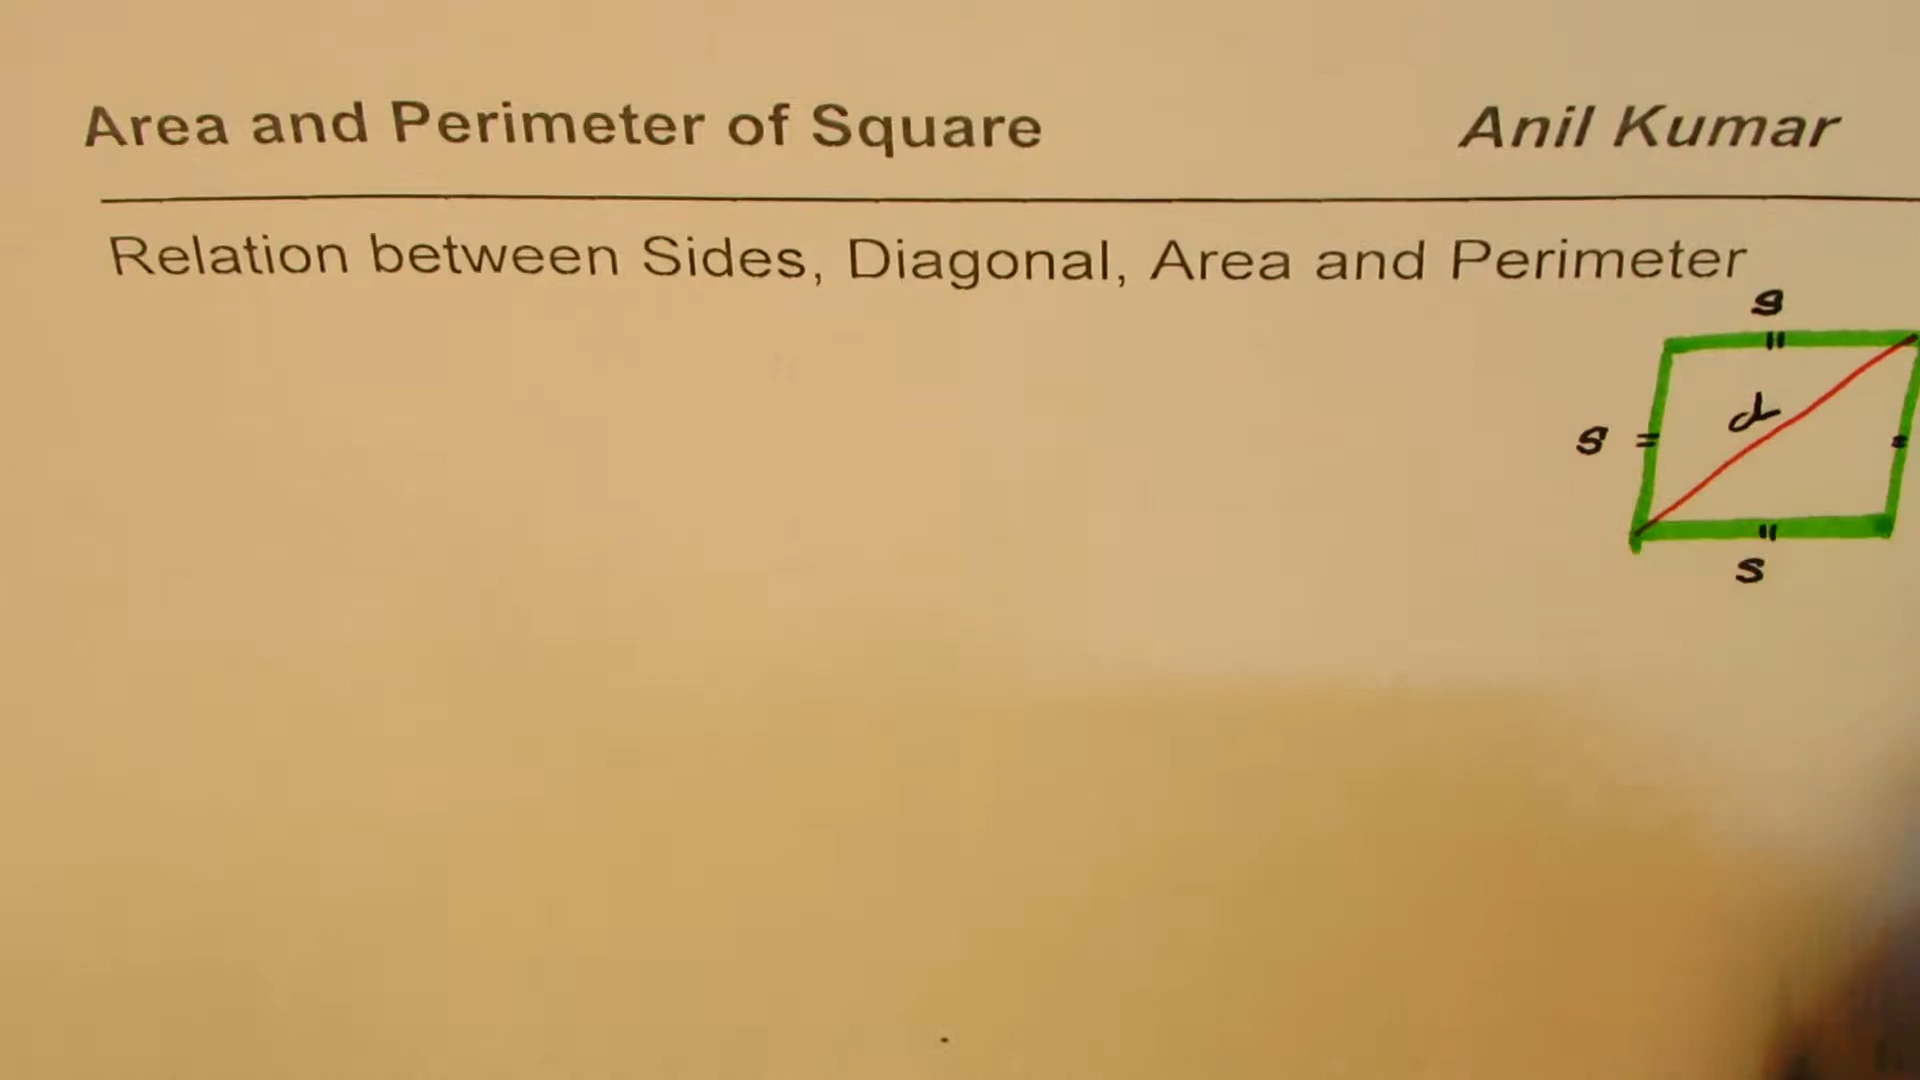 Area and Perimeter of Square Anil Kumar
Relation between Sides, Diagonal, Area and Perimeter
s
d
s
s